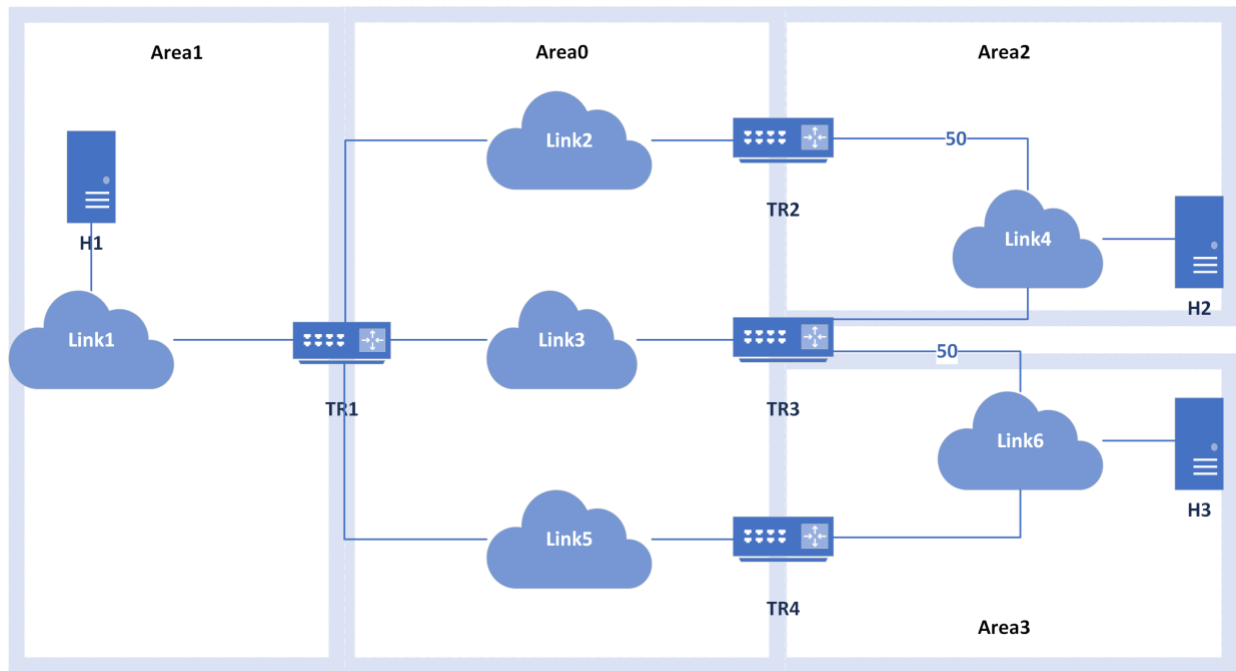 Area1
Area0
Area2
Link2
50
TR2
H1
Link4
H2
Link1
Link3
50
TR1
TR3
Link6
H3
Link5
TR4
Area3